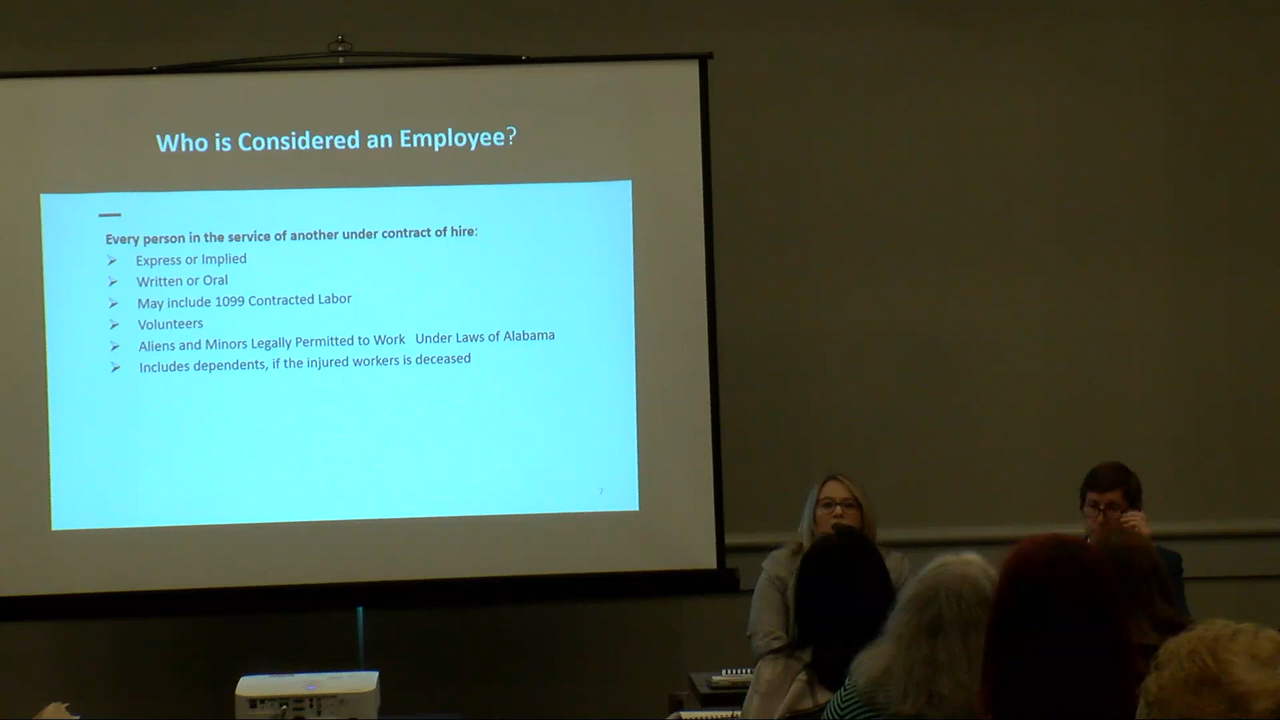 Who is Considered an Employee?
Every person in the service of another under contract of hire:
➢ Express or Implied
➢ Written or Oral
➢ May include 1099 Contracted Labor
➢ Volunteers
➢ Aliens and Minors Legally Permitted to Work Under Laws of Alabama
➢ Includes dependents, if the injured workers is deceased
7